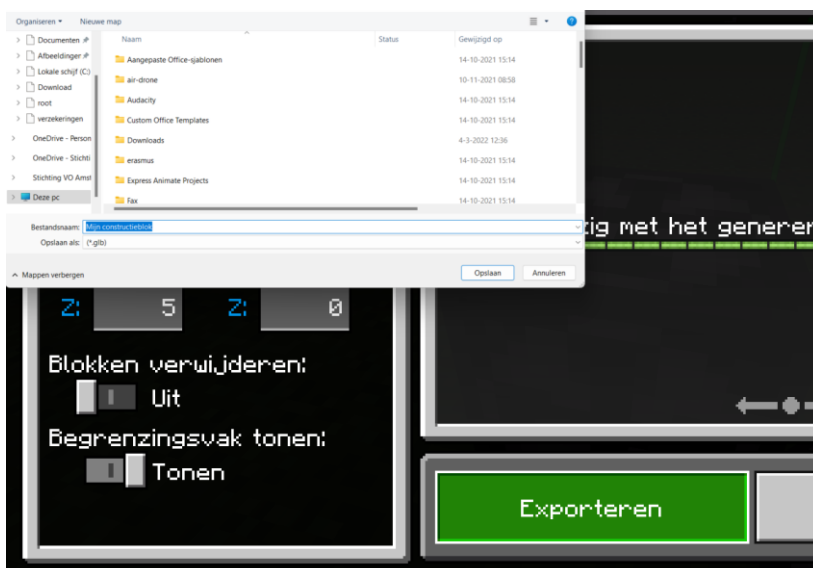 Organiseren Nieuwe map
Naam Status Gewijzigd op
Documenten
Afbeeldinger
Lokale schijf (C:)
Download
root
verzekeringen
OneDrive - Person
OneDrive - Stichti
Stichting VO Amst
Deze pc
Aangepaste Office-sjablonen 14-10-2021 15:14
air-drone 10-11-2021 08:58
Audacity 14-10-2021 15:14
Custom Office Templates 14-10-2021 15:14
Downloads 4-3-2022 12:36
erasmus 14-10-2021 15:14
Express Animate Projects 14-10-2021 15:14
Fax 14-10-2021 15:14
Bestandsnaam: Mijn constructieblok
Opslaan als: (*.glb)
Mappen verbergen Opslaan Annuleren
zig met het generer
Z: 5 Z: 0
Blokken verwijderen:
Uit
Begrenzingsvak tonen:
Tonen
Exporteren